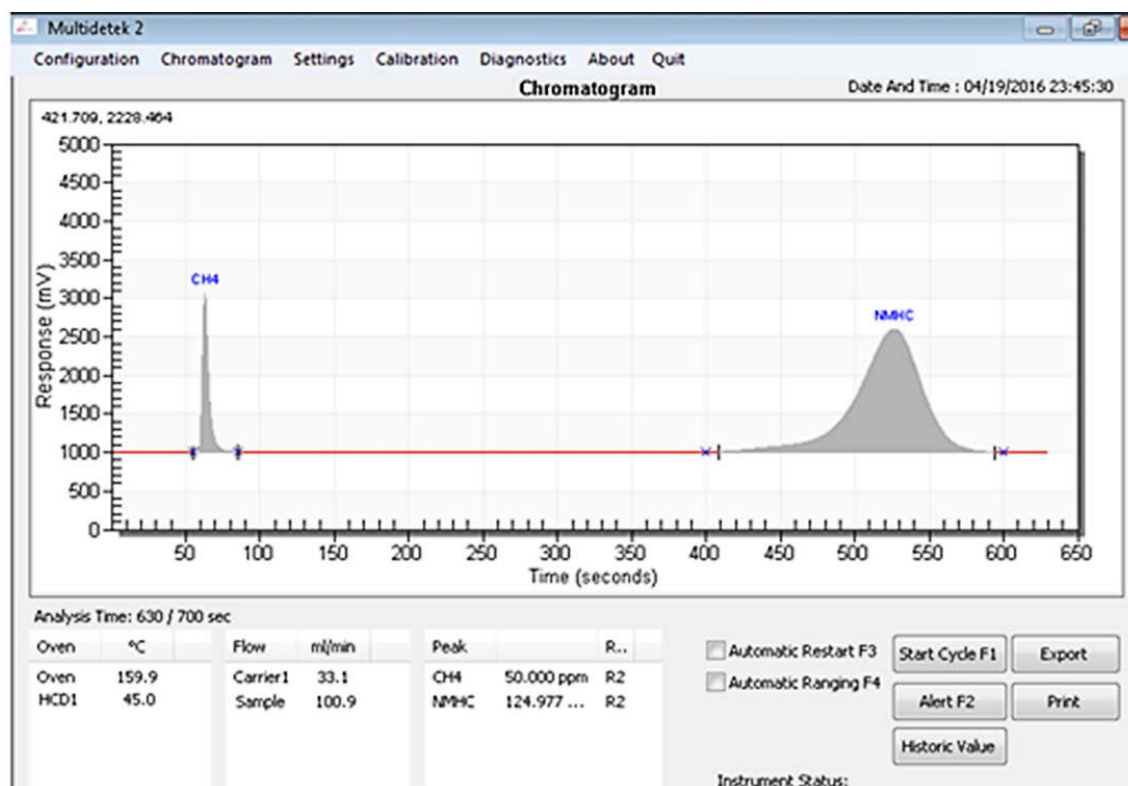 Multidetek 2
Configuration Chromatogram Settings Calibration Diagnostics About Quit
Chromatogram
Date And Time : 04/19/2016 23:45:30
421.709, 2228.464
5000
4500
4000
3500
3000
2500
2000
1500
1000
500
0
Response (mV)
CH4
NMHC
50 100 150 200 250 300 350 400 450 500 550 600 650
Time (seconds)
Analysis Time: 630 / 700 sec
Oven °C
Oven 159.9
HCD1 45.0
Flow ml/min
Carrier1 33.1
Sample 100.9
Peak R..
CH4 50.000 ppm R2
NMHC 124.977 ... R2
Automatic Restart F3
Automatic Ranging F4
Start Cycle F1
Export
Alert F2
Print
Historic Value
Instrument Status: